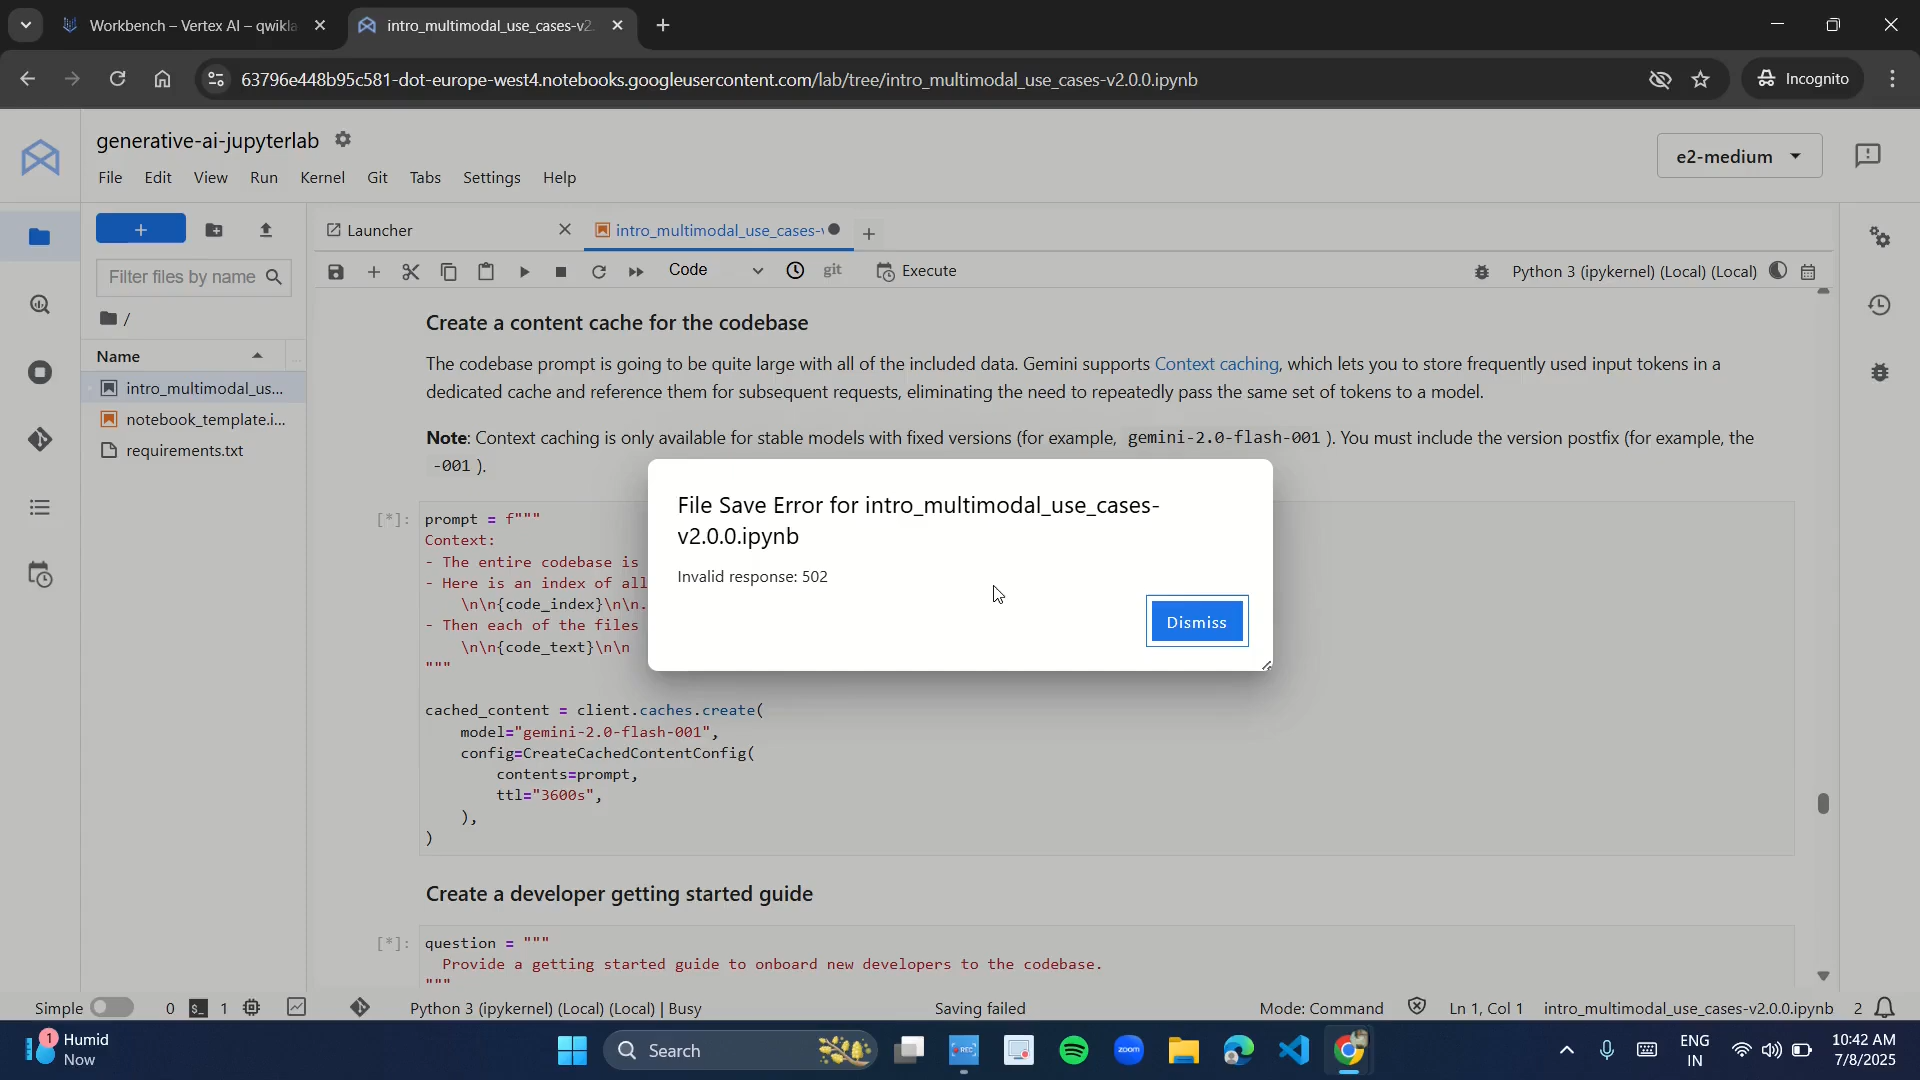 Workbench – Vertex AI – qwikla
intro_multimodal_use_cases-v2.
63796e448b95c581-dot-europe-west4.notebooks.googleusercontent.com/lab/tree/intro_multimodal_use_cases-v2.0.0.ipynb
Incognito
generative-ai-jupyterlab
e2-medium
File Edit View Run Kernel Git Tabs Settings Help
Launcher
intro_multimodal_use_cases-v
Filter files by name
Code
git
Execute
Python 3 (ipykernel) (Local) (Local)
/
Name
intro_multimodal_us...
notebook_template.i...
requirements.txt
Create a content cache for the codebase
The codebase prompt is going to be quite large with all of the included data. Gemini supports Context caching, which lets you to store frequently used input tokens in a
dedicated cache and reference them for subsequent requests, eliminating the need to repeatedly pass the same set of tokens to a model.
Note: Context caching is only available for stable models with fixed versions (for example, gemini-2.0-flash-001 ). You must include the version postfix (for example, the
-001 ).
[*]: prompt = f"""
Context:
- The entire codebase is
- Here is an index of all
\n\n{code_index}\n\n.
- Then each of the files
\n\n{code_text}\n\n
"""
cached_content = client.caches.create(
model="gemini-2.0-flash-001",
config=CreateCachedContentConfig(
contents=prompt,
ttl="3600s",
),
)
File Save Error for intro_multimodal_use_cases-
v2.0.0.ipynb
Invalid response: 502
Dismiss
Create a developer getting started guide
[*]: question = """
Provide a getting started guide to onboard new developers to the codebase.
"""
Simple 0 1 Python 3 (ipykernel) (Local) (Local) | Busy Saving failed Mode: Command Ln 1, Col 1 intro_multimodal_use_cases-v2.0.0.ipynb 2
1
Humid
Now
Search
REC
zoom
ENG
IN
10:42 AM
7/8/2025